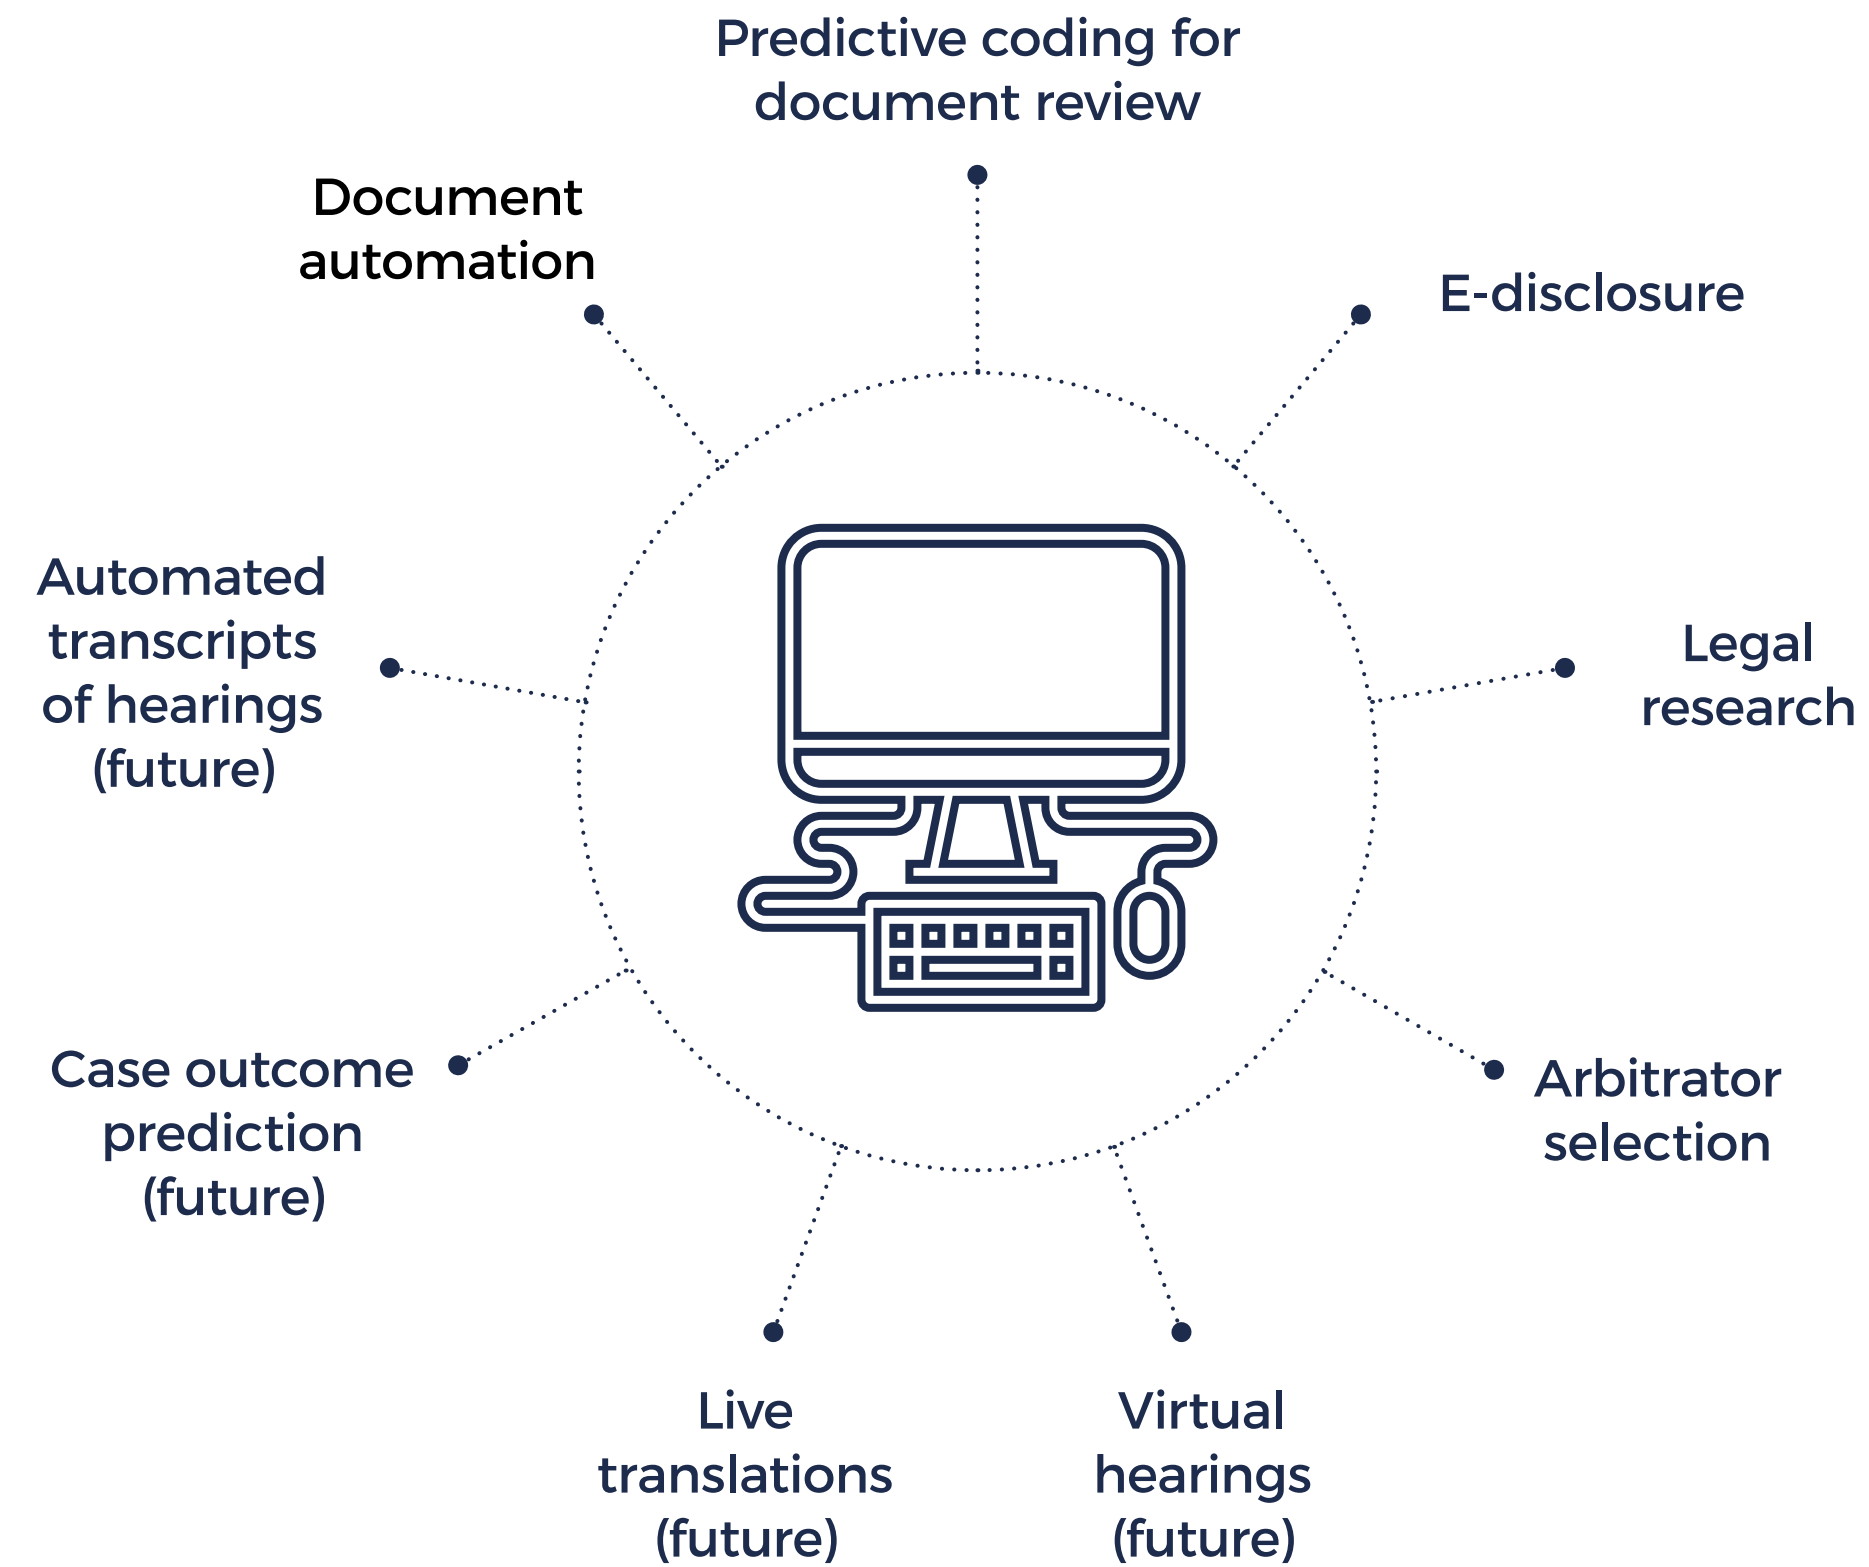 Predictive coding for
document review
Document
automation
E-disclosure
Automated
transcripts
of hearings
(future)
Legal
research
Case outcome
prediction
(future)
Arbitrator
selection
Live
translations
(future)
Virtual
hearings
(future)